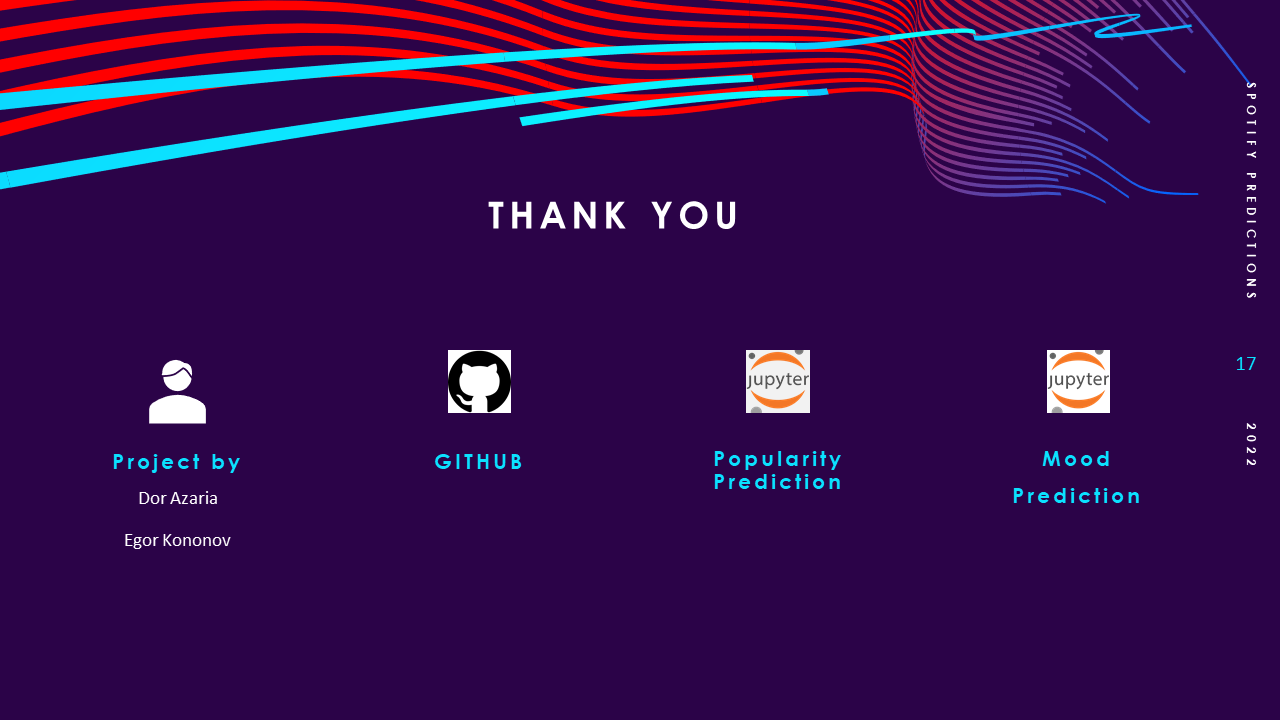 THANK YOU
SPOTIFY PREDICTIONS
17
2022
jupyter
jupyter
Project by
Dor Azaria
Egor Kononov
GITHUB
Popularity
Prediction
Mood
Prediction